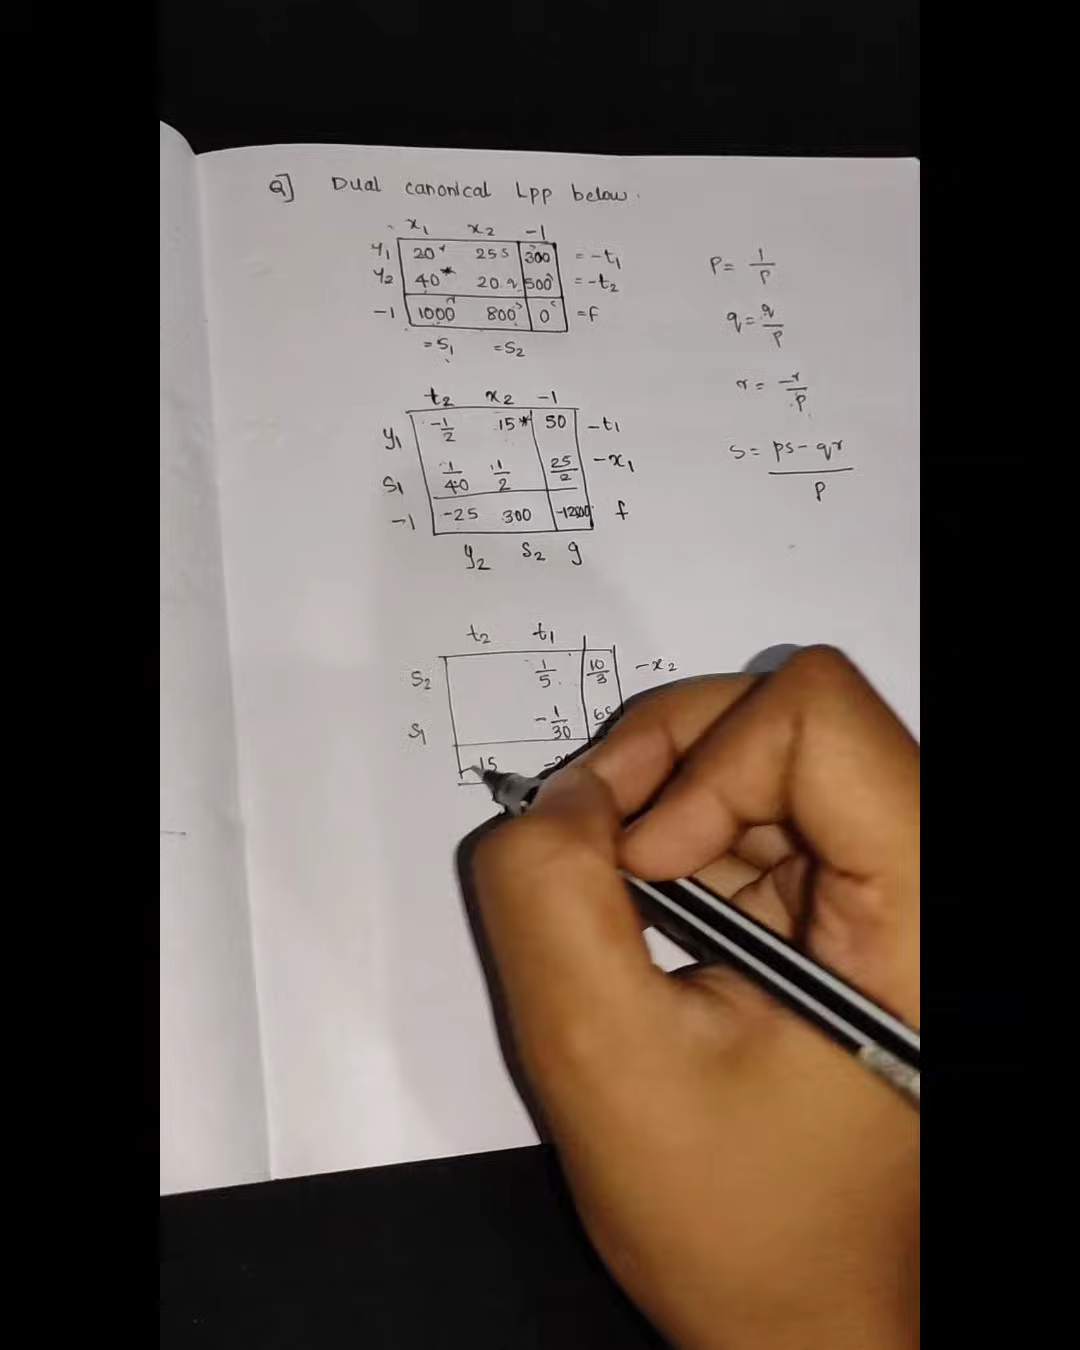 Q] Dual canonical Lpp below.
x₁ x₂ -1
y₁ 20 r 25 s 300 = -t₁
y₂ 40 * 20 q 500 = -t₂
-1 1000 800 0 = f
= s₁ = s₂
P = 1/p
q = q/p
r = -r/p
s = ps - qr / p
t₂ x₂ -1
y₁ -1/2 15* 50 -t₁
s₁ 1/40 1/2 25/2 -x₁
-1 -25 300 -12500 f
y₂ s₂ g
t₂ t₁
s₂ 1/5 10/3 -x₂
s₁ -1/30
15